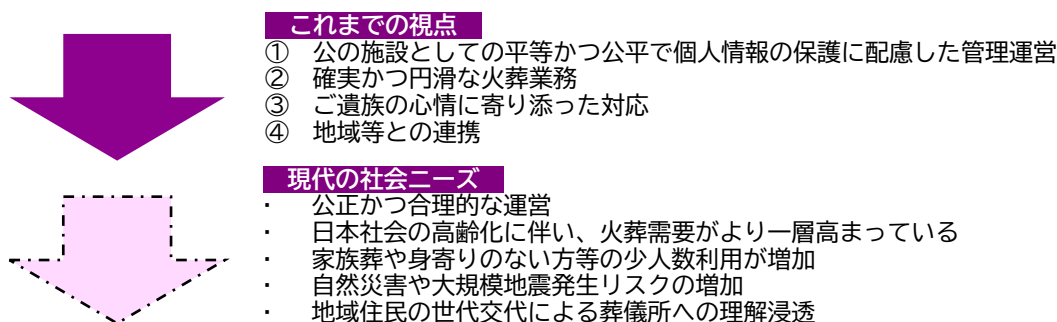 これまでの視点
① 公の施設としての平等かつ公平で個人情報の保護に配慮した管理運営
② 確実かつ円滑な火葬業務
③ ご遺族の心情に寄り添った対応
④ 地域等との連携
現代の社会ニーズ
・ 公正かつ合理的な運営
・ 日本社会の高齢化に伴い、火葬需要がより一層高まっている
・ 家族葬や身寄りのない方等の少人数利用が増加
・ 自然災害や大規模地震発生リスクの増加
・ 地域住民の世代交代による葬儀所への理解浸透